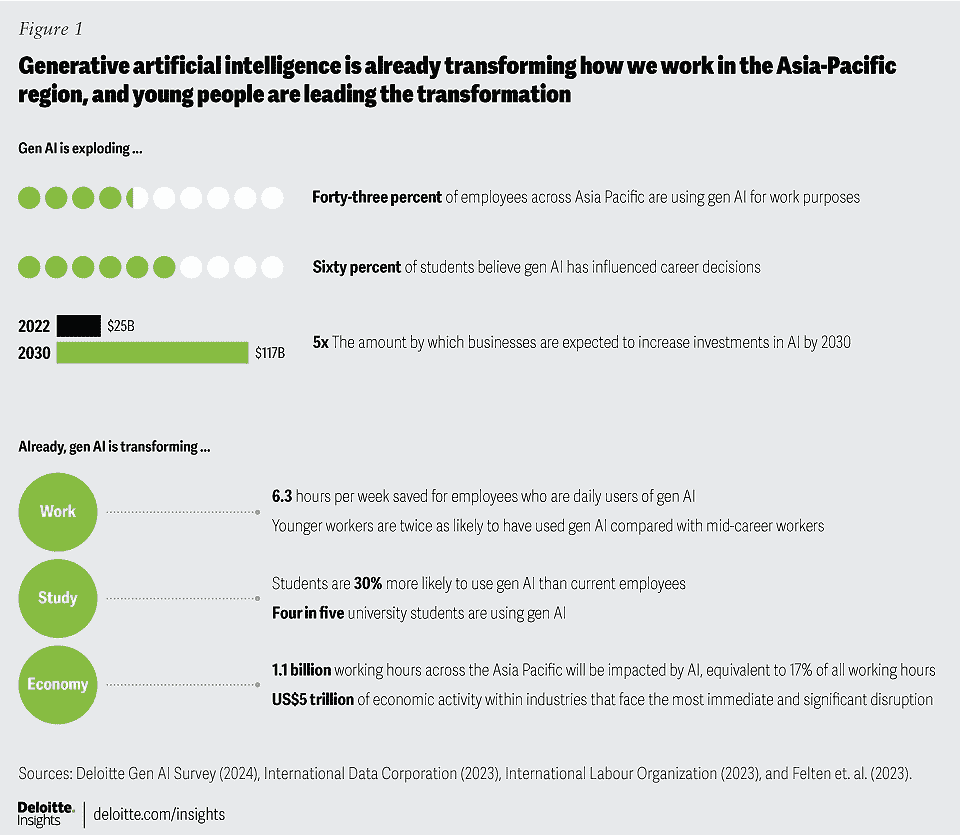 Figure 1
Generative artificial intelligence is already transforming how we work in the Asia-Pacific
region, and young people are leading the transformation
Gen AI is exploding ...
Forty-three percent of employees across Asia Pacific are using gen AI for work purposes
Sixty percent of students believe gen AI has influenced career decisions
2022 $25B
2030 $117B
5x The amount by which businesses are expected to increase investments in AI by 2030
Already, gen AI is transforming ...
Work
6.3 hours per week saved for employees who are daily users of gen AI
Younger workers are twice as likely to have used gen AI compared with mid-career workers
Study
Students are 30% more likely to use gen AI than current employees
Four in five university students are using gen AI
Economy
1.1 billion working hours across the Asia Pacific will be impacted by AI, equivalent to 17% of all working hours
US$5 trillion of economic activity within industries that face the most immediate and significant disruption
Sources: Deloitte Gen AI Survey (2024), International Data Corporation (2023), International Labour Organization (2023), and Felten et. al. (2023).
Deloitte.
Insights
deloitte.com/insights